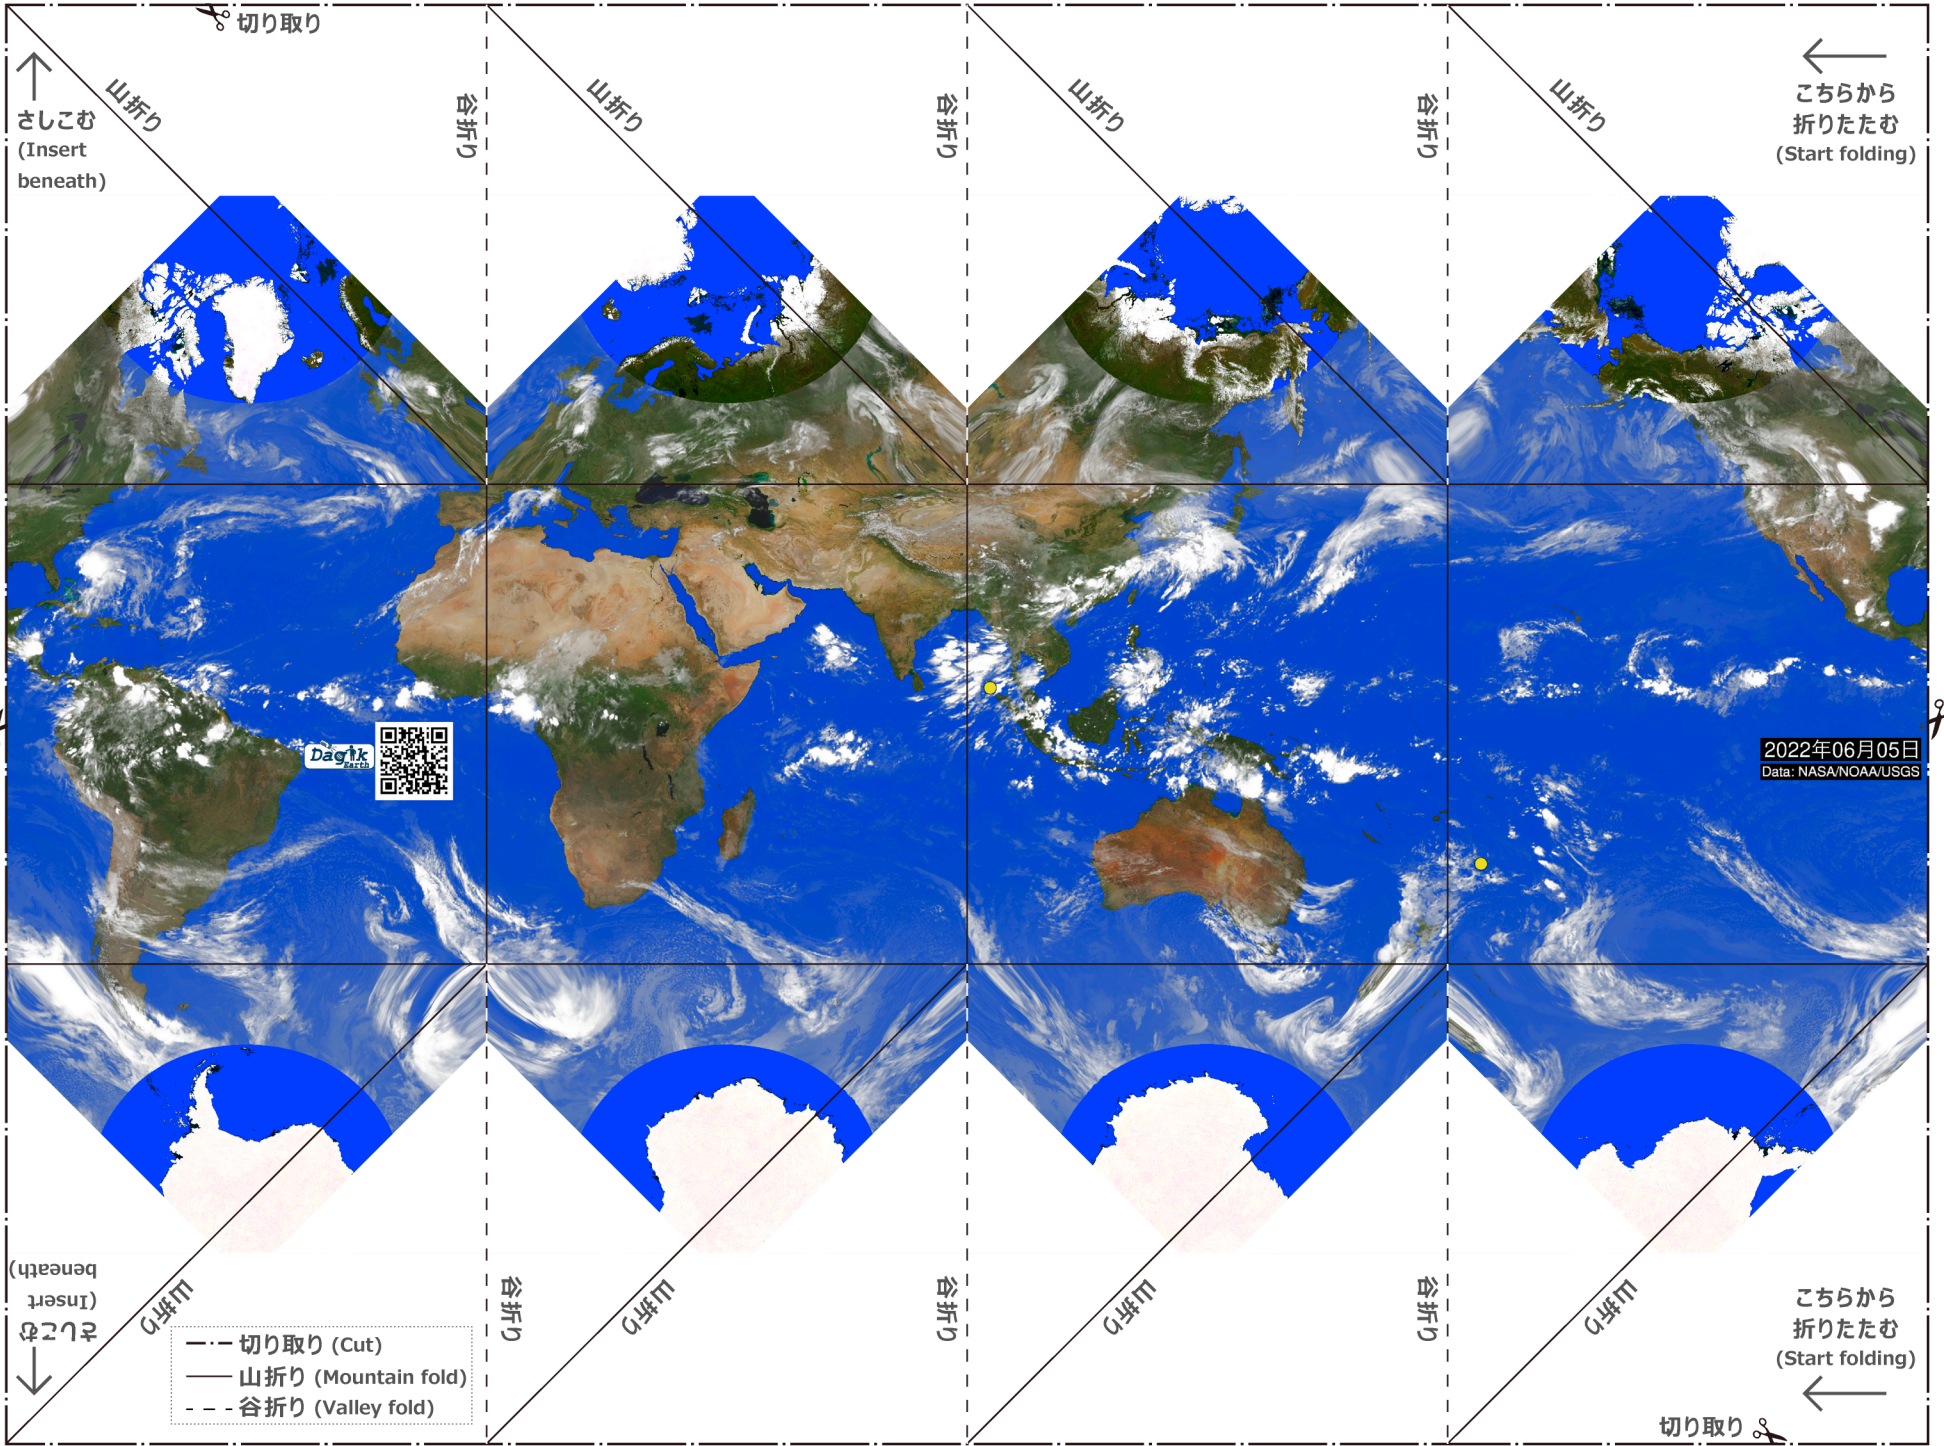 切り取り
山折り
谷折り
山折り
谷折り
山折り
谷折り
山折り
さしこむ
(Insert
beneath)
こちらから
折りたたむ
(Start folding)
Dagik
Earth
2022年06月05日
Data: NASA/NOAA/USGS
さしこむ
(Insert
beneath)
山折り
谷折り
山折り
谷折り
山折り
谷折り
山折り
こちらから
折りたたむ
(Start folding)
切り取り (Cut)
山折り (Mountain fold)
谷折り (Valley fold)
切り取り